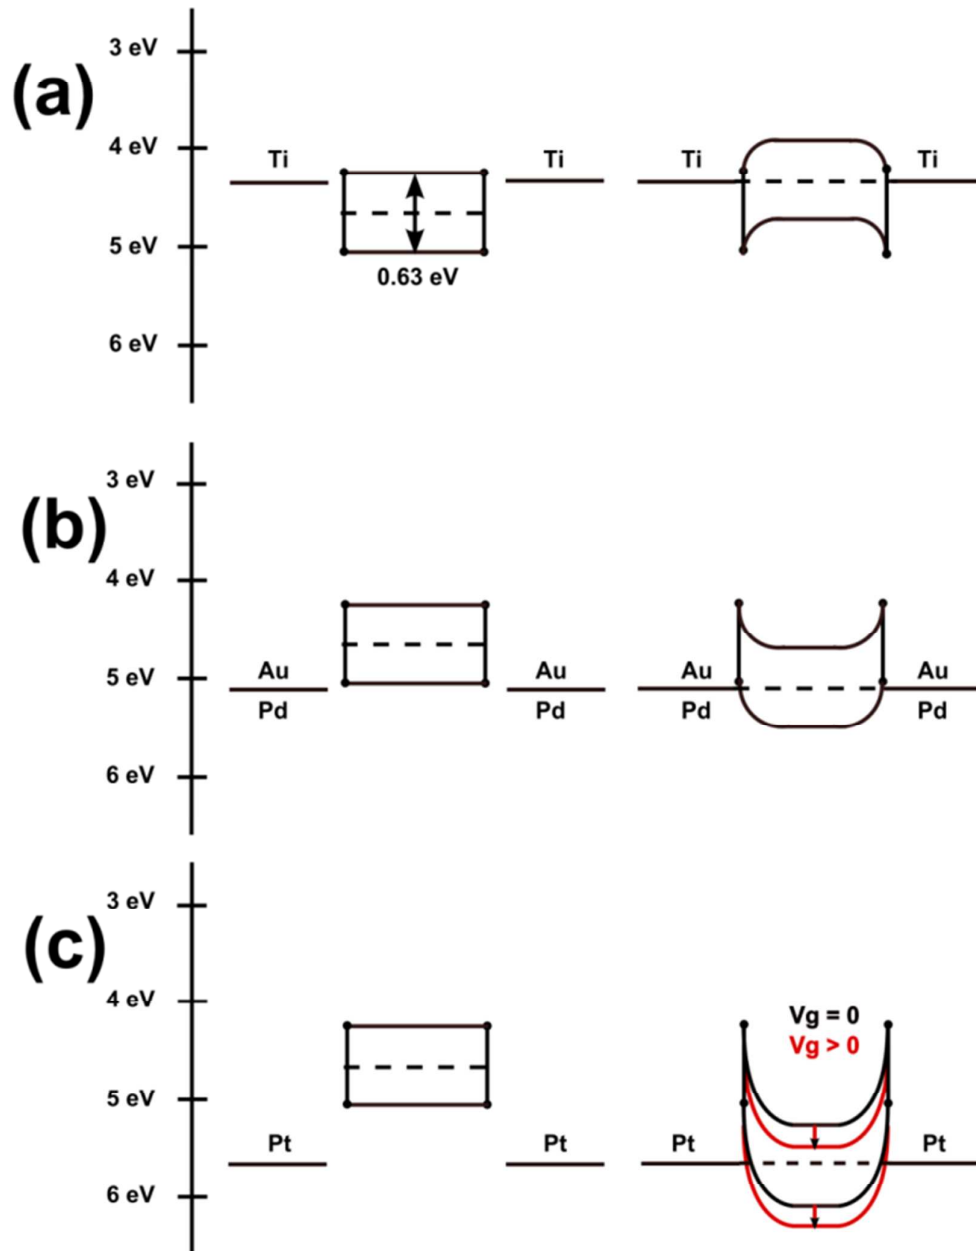 (a)
3 eV
4 eV
5 eV
6 eV
Ti
Ti
Ti
Ti
0.63 eV
(b)
3 eV
4 eV
5 eV
6 eV
Au
Pd
Au
Pd
Au
Pd
Au
Pd
(c)
3 eV
4 eV
5 eV
6 eV
Pt
Pt
Pt
Pt
Vg = 0
Vg > 0